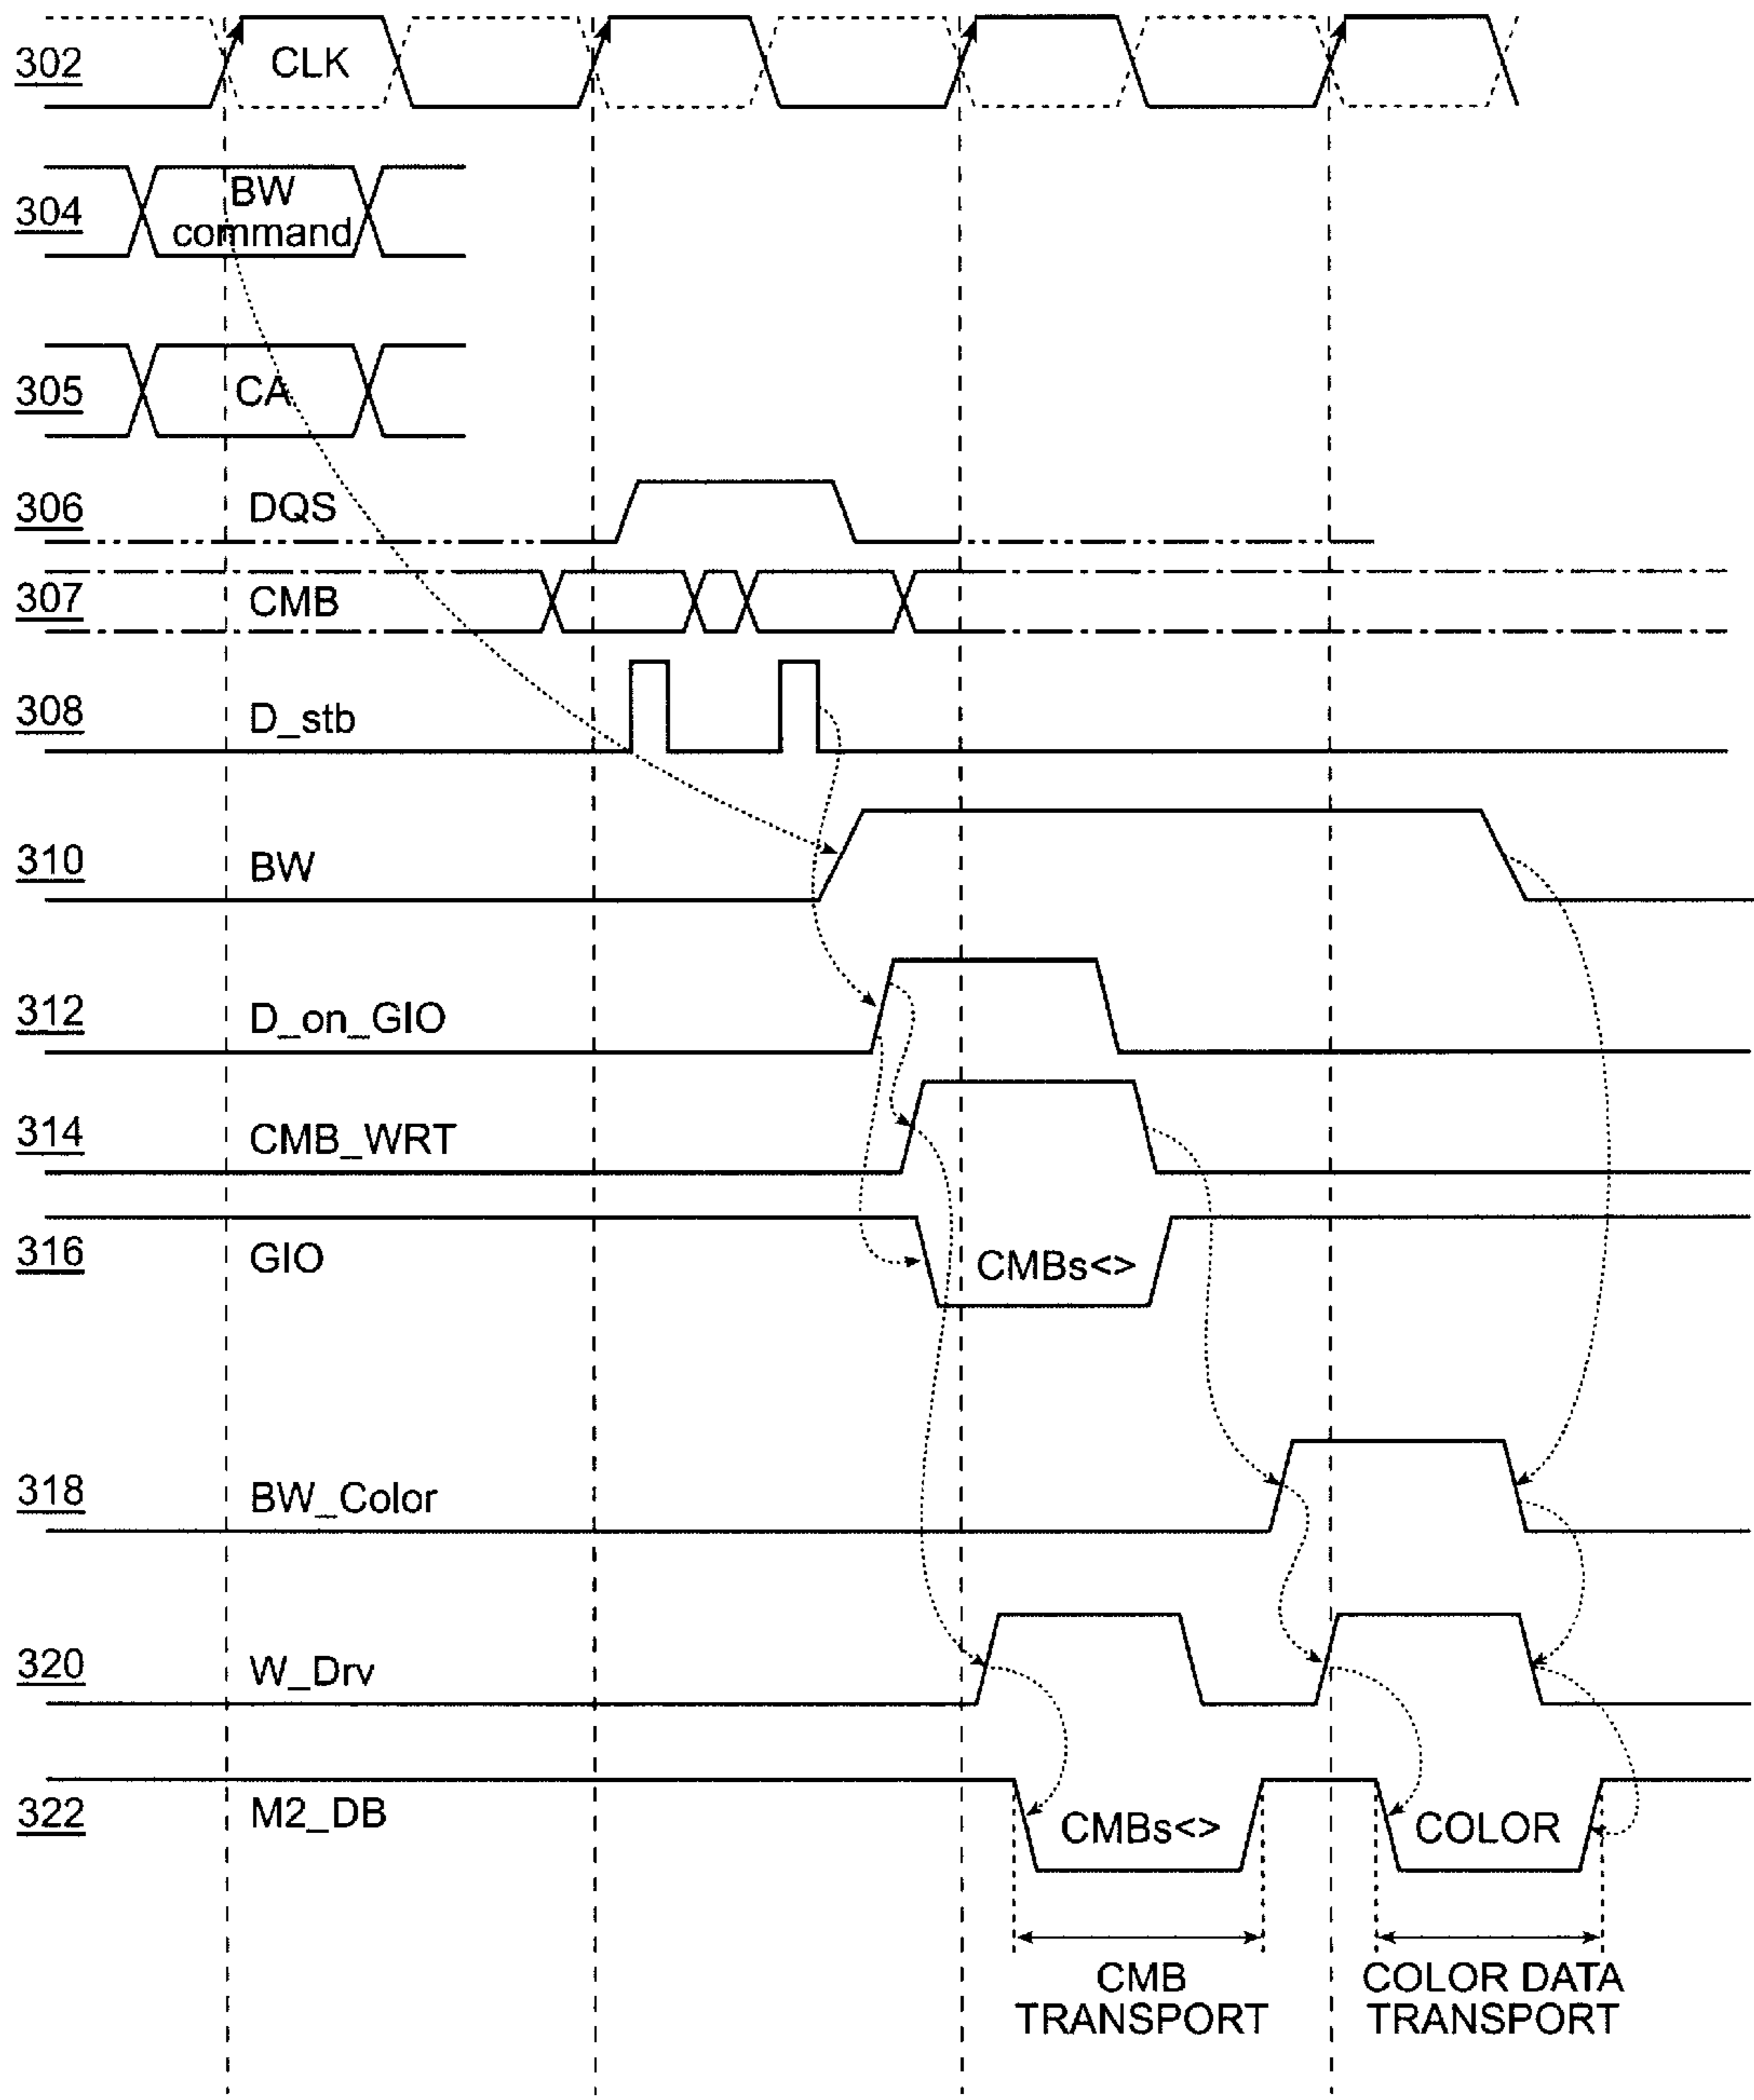 302 CLK
304 BW
command
305 CA
306 DQS
307 CMB
308 D_stb
310 BW
312 D_on_GIO
314 CMB_WRT
316 GIO CMBs<>
318 BW_Color
320 W_Drv
322 M2_DB CMBs<> COLOR
CMB COLOR DATA
TRANSPORT TRANSPORT